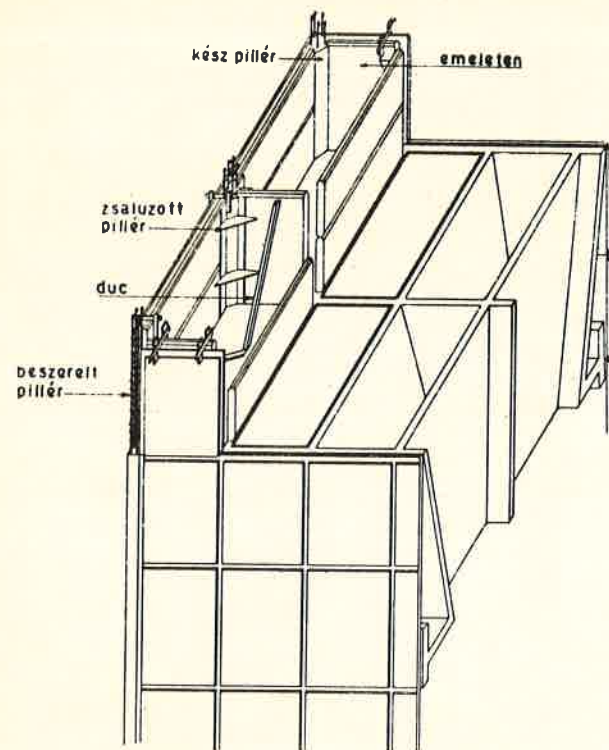 kész pillér
emeleten
zsaluzott
pillér
duc
beszerelt
pillér